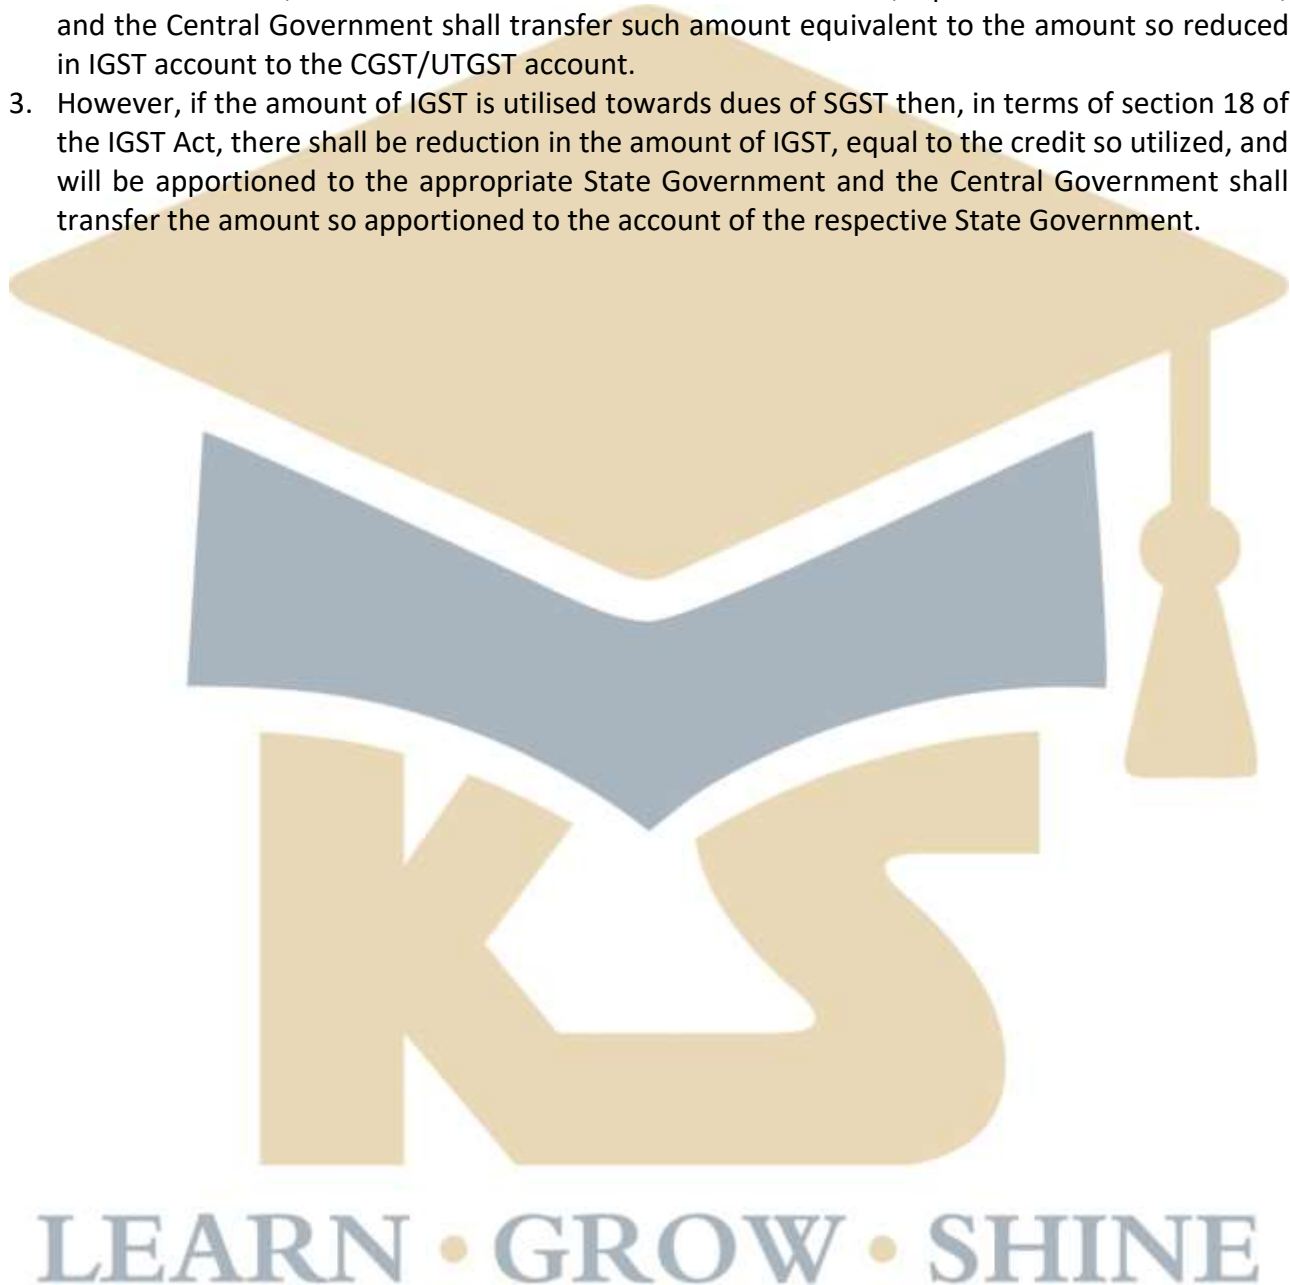 and the Central Government shall transfer such amount equivalent to the amount so reduced
in IGST account to the CGST/UTGST account.
3. However, if the amount of IGST is utilised towards dues of SGST then, in terms of section 18 of
the IGST Act, there shall be reduction in the amount of IGST, equal to the credit so utilized, and
will be apportioned to the appropriate State Government and the Central Government shall
transfer the amount so apportioned to the account of the respective State Government.
KS
LEARN • GROW • SHINE